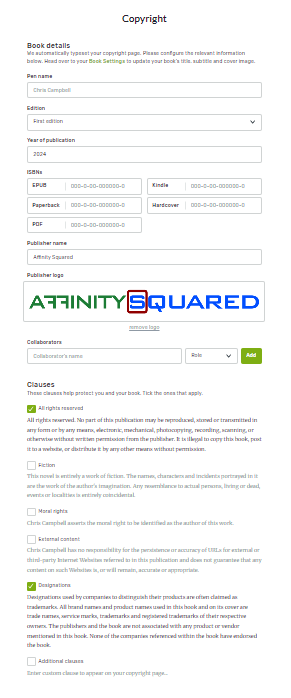 Copyright
Book details
We automatically typeset your copyright page. Please configure the relevant information
below. Head over to your Book Settings to update your book's title, subtitle and cover image.
Pen name
Chris Campbell
Edition
First edition
Year of publication
2024
ISBNs
EPUB 000-0-00-000000-0 Kindle 000-0-00-000000-0
Paperback 000-0-00-000000-0 Hardcover 000-0-00-000000-0
PDF 000-0-00-000000-0
Publisher name
Affinity Squared
Publisher logo
AFFINITY SQUARED
remove logo
Collaborators
Collaborator's name Role Add
Clauses
These clauses help protect you and your book. Tick the ones that apply.
All rights reserved
All rights reserved. No part of this publication may be reproduced, stored or transmitted in
any form or by any means, electronic, mechanical, photocopying, recording, scanning, or
otherwise without written permission from the publisher. It is illegal to copy this book, post
it to a website, or distribute it by any other means without permission.
Fiction
This novel is entirely a work of fiction. The names, characters and incidents portrayed in it
are the work of the author's imagination. Any resemblance to actual persons, living or dead,
events or localities is entirely coincidental.
Moral rights
Chris Campbell asserts the moral right to be identified as the author of this work.
External content
Chris Campbell has no responsibility for the persistence or accuracy of URLs for external or
third-party Internet Websites referred to in this publication and does not guarantee that any
content on such Websites is, or will remain, accurate or appropriate.
Designations
Designations used by companies to distinguish their products are often claimed as
trademarks. All brand names and product names used in this book and on its cover are
trade names, service marks, trademarks and registered trademarks of their respective
owners. The publishers and the book are not associated with any product or vendor
mentioned in this book. None of the companies referenced within the book have endorsed
the book.
Additional clauses
Enter custom clause to appear on your copyright page...